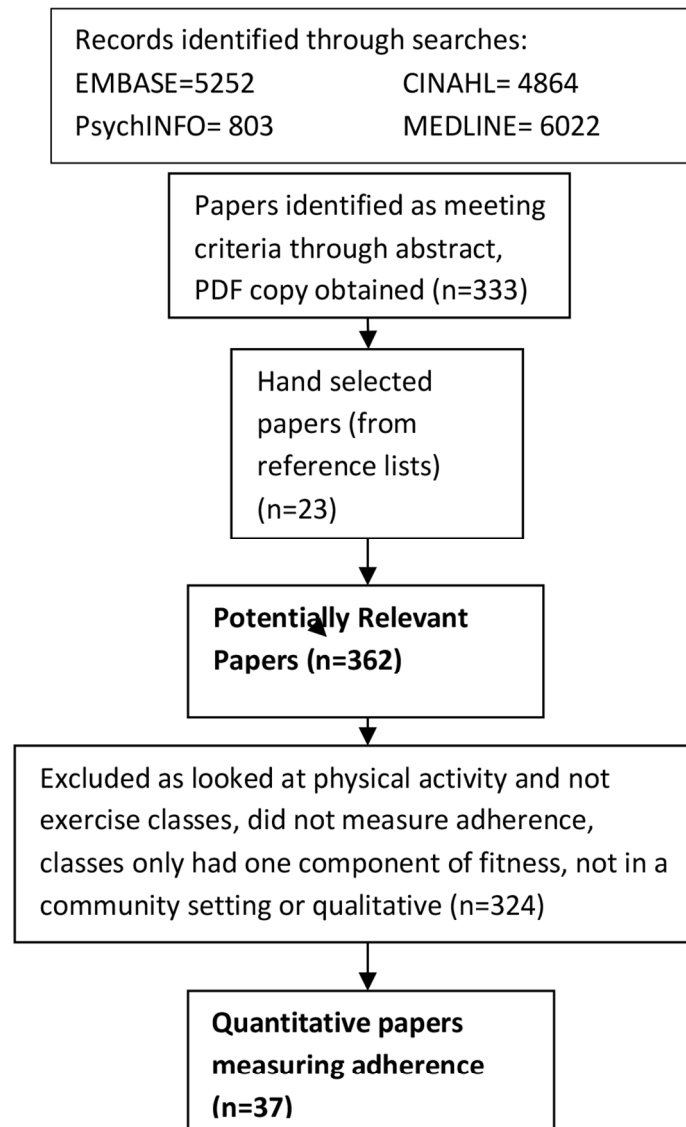 Records identified through searches:
EMBASE=5252 CINAHL= 4864
PsychINFO= 803 MEDLINE= 6022
Papers identified as meeting
criteria through abstract,
PDF copy obtained (n=333)
Hand selected
papers (from
reference lists)
(n=23)
Potentially Relevant
Papers (n=362)
Excluded as looked at physical activity and not
exercise classes, did not measure adherence,
classes only had one component of fitness, not in a
community setting or qualitative (n=324)
Quantitative papers
measuring adherence
(n=37)